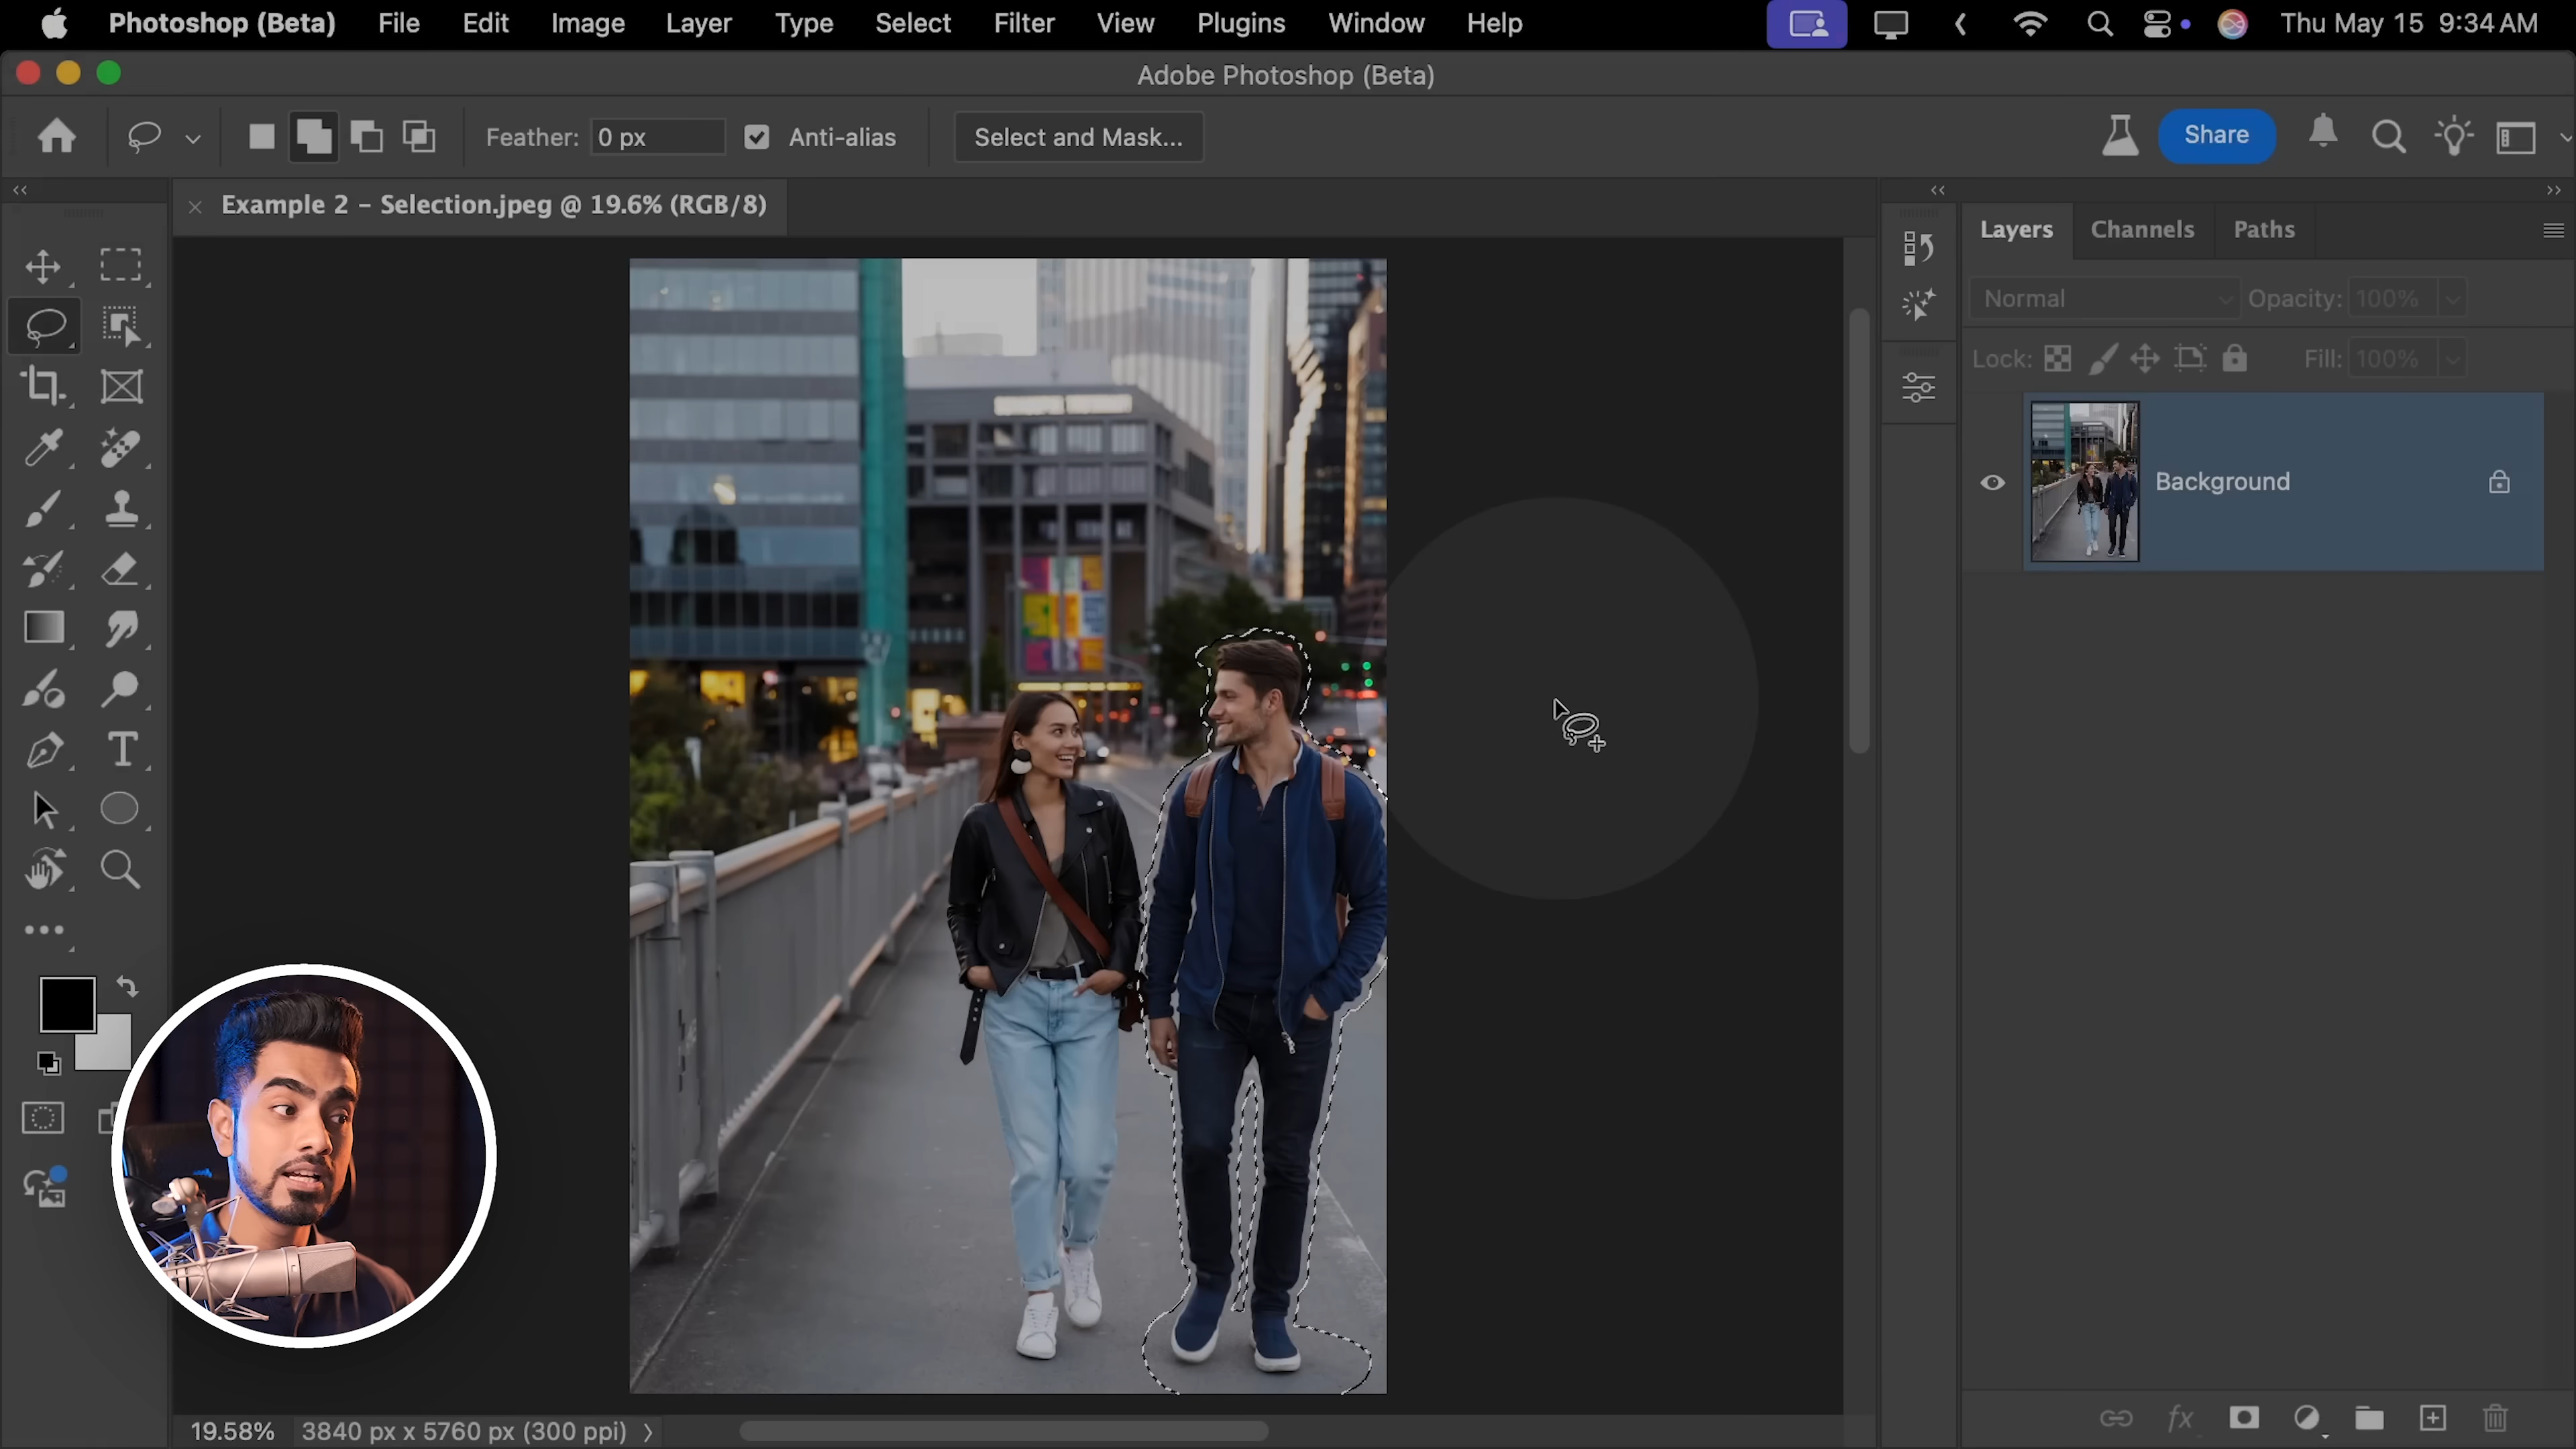 Photoshop (Beta) File Edit Image Layer Type Select Filter View Plugins Window Help Thu May 15 9:34 AM
Adobe Photoshop (Beta)
Feather: 0 px Anti-alias Select and Mask... Share
Example 2 – Selection.jpeg @ 19.6% (RGB/8)
Layers Channels Paths
Normal Opacity: 100%
Lock: Fill: 100%
Background
19.58% 3840 px x 5760 px (300 ppi)
fx